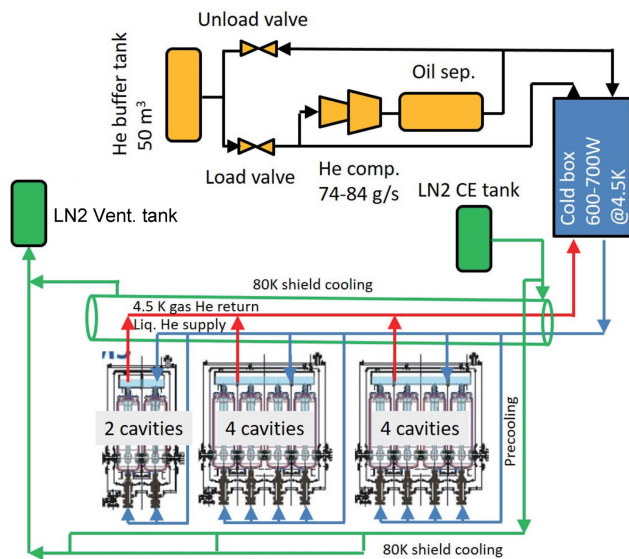 Unload valve
Oil sep.
He buffer tank
50 m³
Load valve
He comp.
74-84 g/s
LN2 CE tank
Cold box
600-700W
@4.5K
LN2 Vent. tank
80K shield cooling
4.5 K gas He return
Liq. He supply
2 cavities
4 cavities
4 cavities
Precooling
80K shield cooling